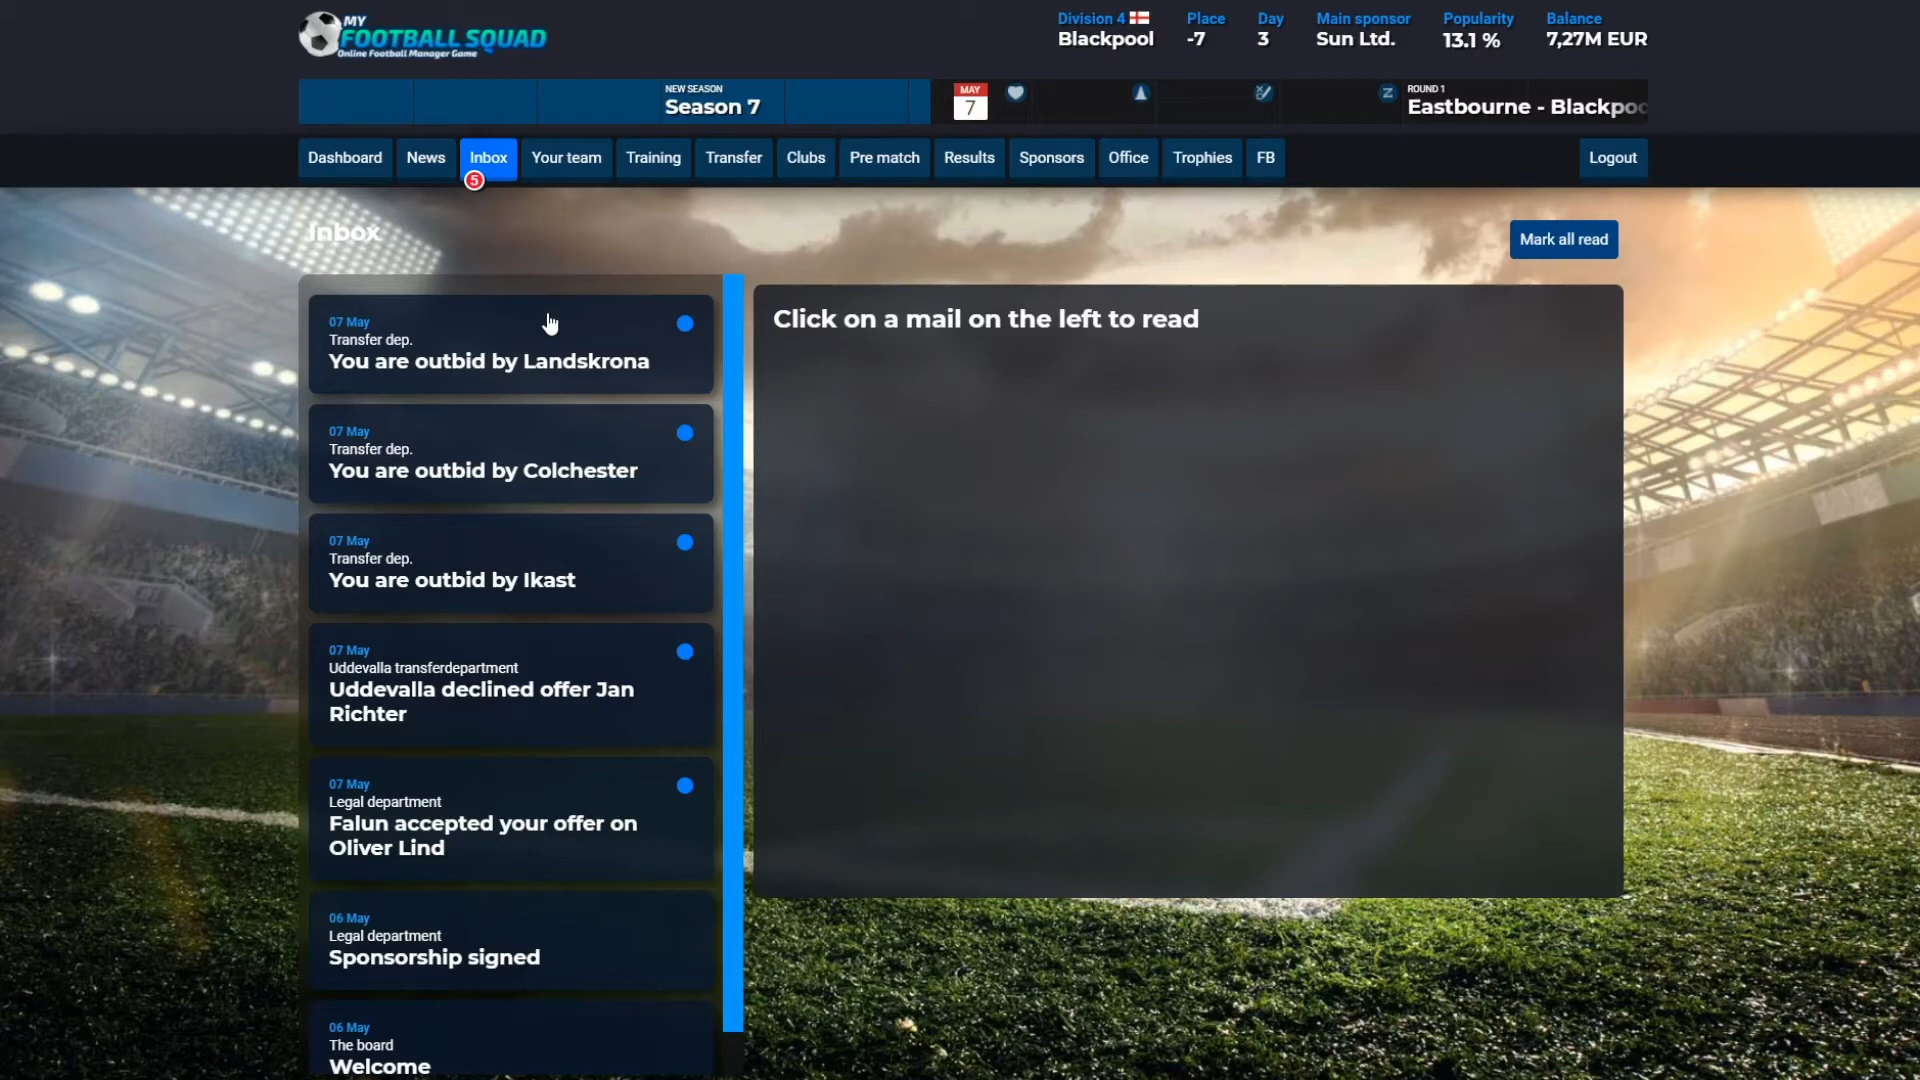 MY
FOOTBALL SQUAD
Online Football Manager Game
Division 4
Blackpool
Place
-7
Day
3
Main sponsor
Sun Ltd.
Popularity
13.1 %
Balance
7,27M EUR
NEW SEASON
Season 7
MAY
7
Z
ROUND 1
Eastbourne - Blackpoo
Dashboard
News
Inbox
5
Your team
Training
Transfer
Clubs
Pre match
Results
Sponsors
Office
Trophies
FB
Logout
Inbox
Mark all read
07 May
Transfer dep.
You are outbid by Landskrona
07 May
Transfer dep.
You are outbid by Colchester
07 May
Transfer dep.
You are outbid by Ikast
07 May
Uddevalla transferdepartment
Uddevalla declined offer Jan
Richter
07 May
Legal department
Falun accepted your offer on
Oliver Lind
06 May
Legal department
Sponsorship signed
06 May
The board
Welcome
Click on a mail on the left to read